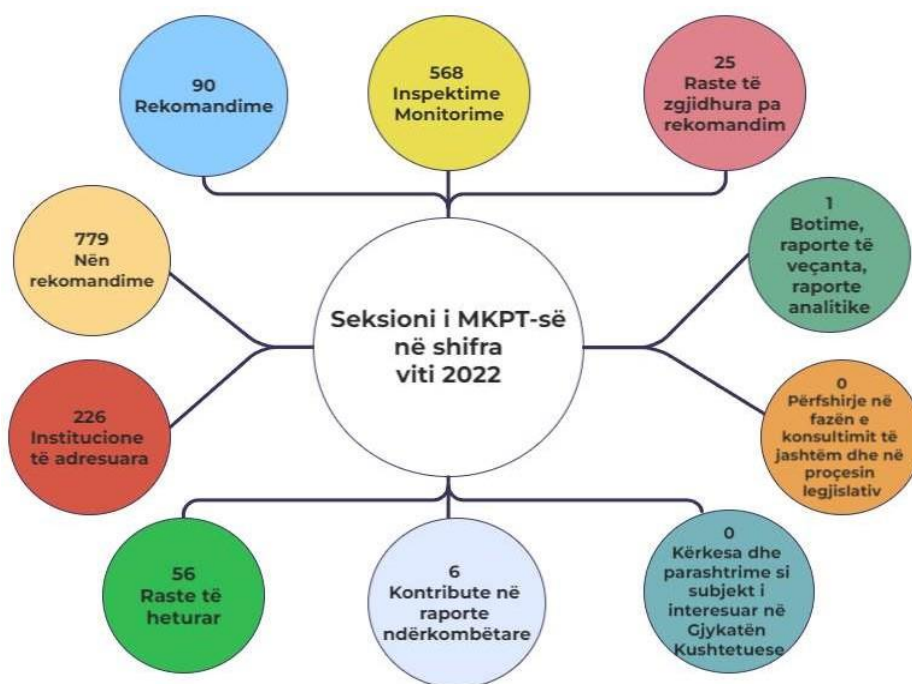 90
Rekomandime
568
Inspektime
Monitorime
25
Raste të
zgjidhura pa
rekomandim
779
Nën
rekomandime
1
Botime,
raporte të
veçanta,
raporte
analitike
Seksioni i MKPT-së
në shifra
viti 2022
226
Institucione
të adresuara
0
Përfshirje në
fazën e
konsultimit të
jashtëm dhe në
proçesin
legjislativ
56
Raste të
heturar
6
Kontribute në
raporte
ndërkombëtare
0
Kërkesa dhe
parashtrime si
subjekt i
interesuar në
Gjykatën
Kushtetuese